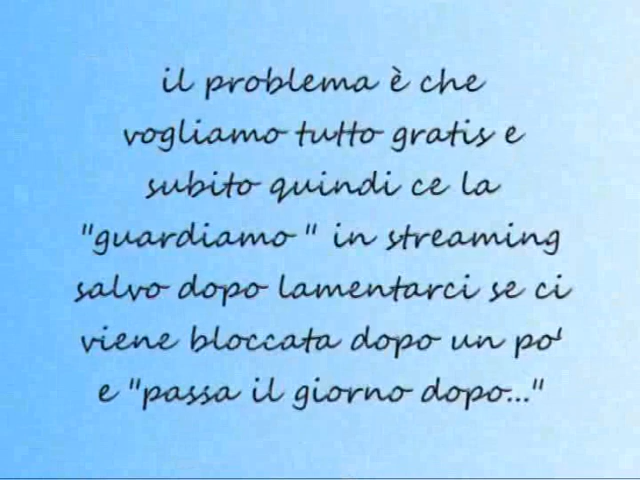 il problema è che
vogliamo tutto gratis e
subito quindi ce la
"guardiamo " in streaming
salvo dopo lamentarci se ci
viene bloccata dopo un po'
e "passa il giorno dopo..."